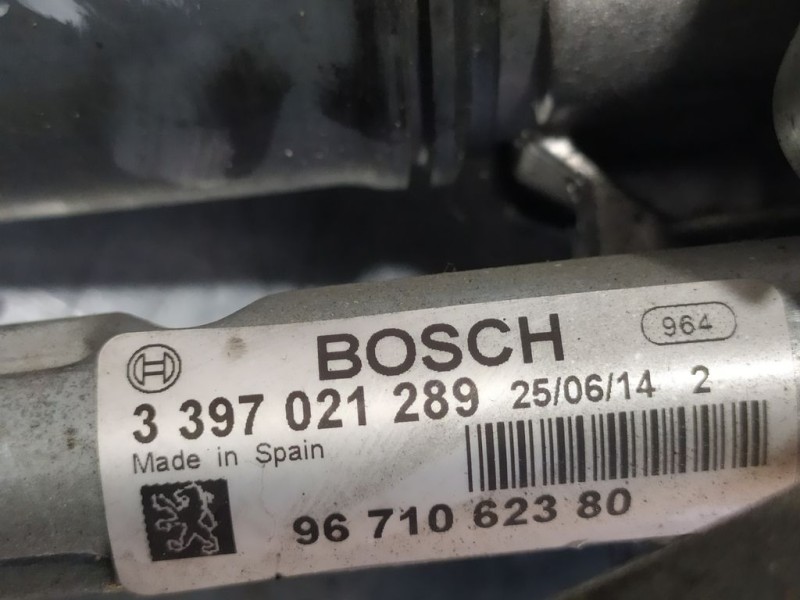 BOSCH 964
3 397 021 289 25/06/14 2
Made in Spain
96 710 623 80